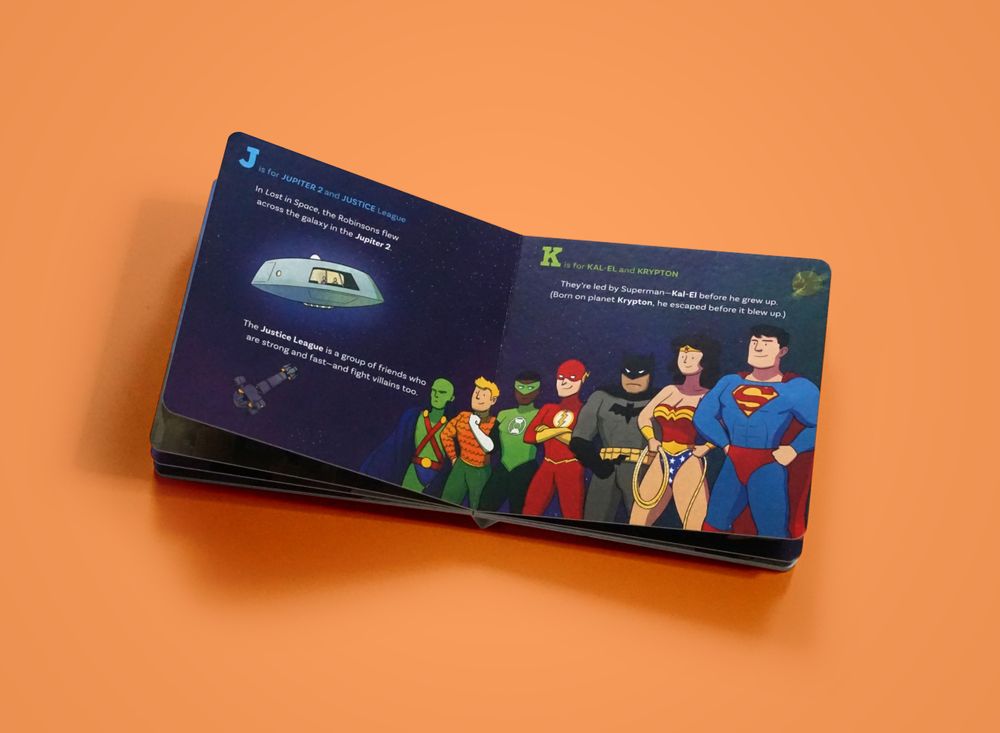 J is for JUPITER 2 and JUSTICE League
In Lost in Space, the Robinsons flew
across the galaxy in the Jupiter 2.
The Justice League is a group of friends who
are strong and fast—and fight villains too.
K is for KAL-EL and KRYPTON
They're led by Superman—Kal-El before he grew up.
(Born on planet Krypton, he escaped before it blew up.)
S